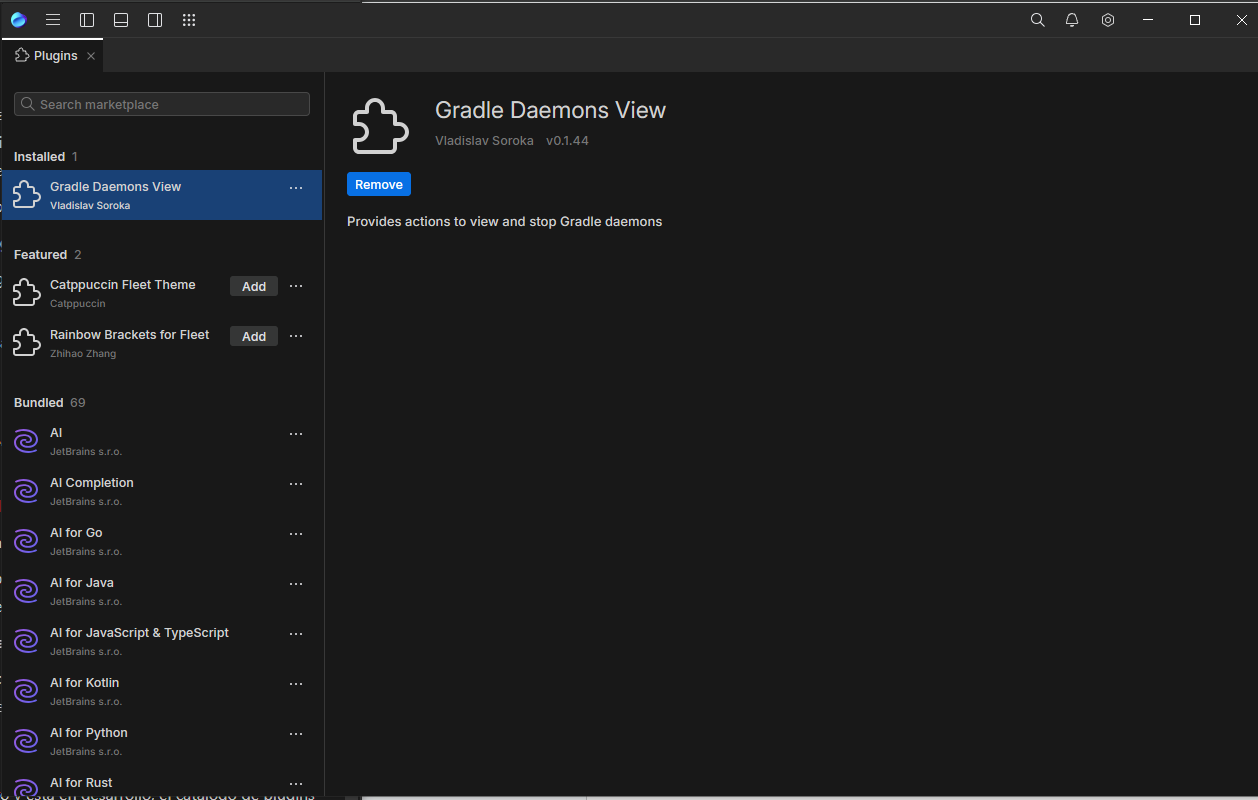 Plugins
Search marketplace
Installed 1
Gradle Daemons View
Vladislav Soroka
Featured 2
Catppuccin Fleet Theme
Add
Catppuccin
Rainbow Brackets for Fleet
Add
Zhihao Zhang
Bundled 69
AI
JetBrains s.r.o.
AI Completion
JetBrains s.r.o.
AI for Go
JetBrains s.r.o.
AI for Java
JetBrains s.r.o.
AI for JavaScript & TypeScript
JetBrains s.r.o.
AI for Kotlin
JetBrains s.r.o.
AI for Python
JetBrains s.r.o.
AI for Rust
Gradle Daemons View
Vladislav Soroka v0.1.44
Remove
Provides actions to view and stop Gradle daemons